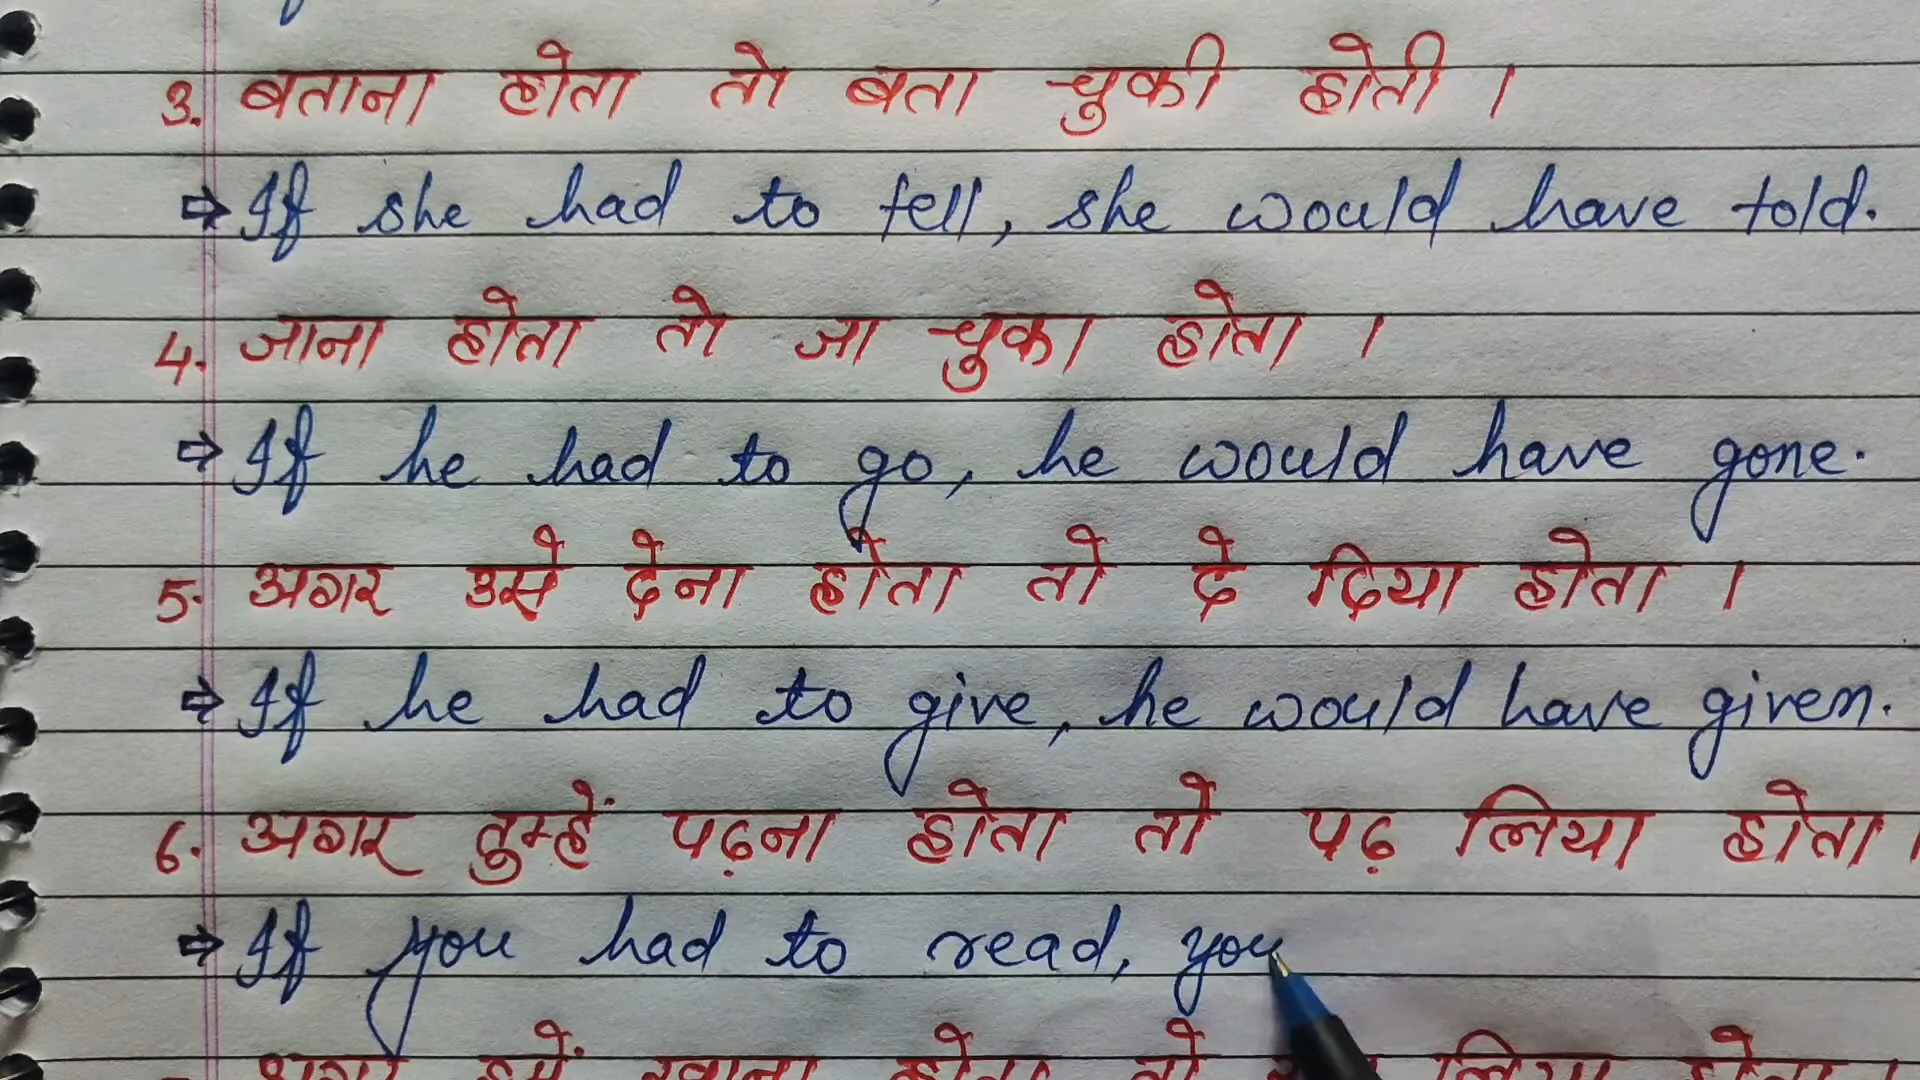 3. बताना होता तो बता चुकी होती ।
⇒ If she had to tell, she would have told.
4. जाना होता तो जा चुका होता ।
⇒ If he had to go, he would have gone.
5. अगर उसे देना होता तो दे दिया होता ।
⇒ If he had to give, he would have given.
6. अगर तुम्हें पढ़ना होता तो पढ़ लिया होता ।
⇒ If you had to read, you
अगर हमें खाना होता तो लिया होता ।